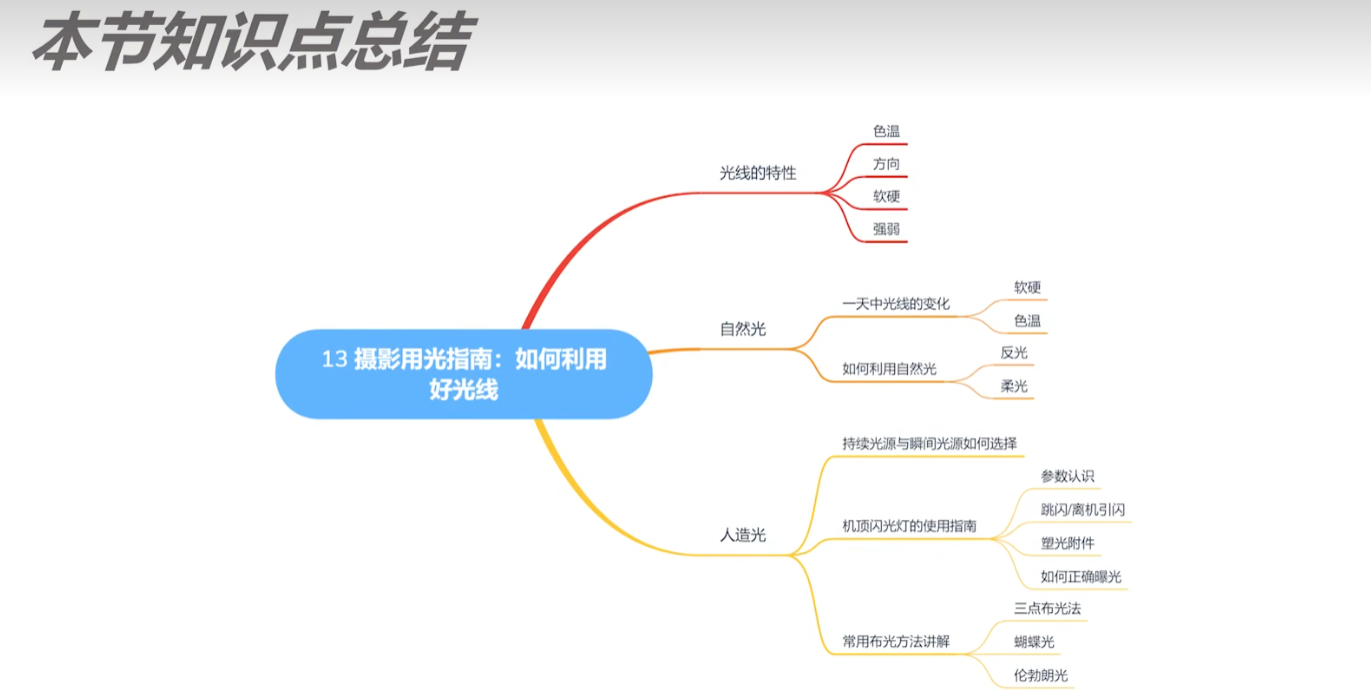 本节知识点总结
色温
光线的特性
方向
软硬
强弱
13 摄影用光指南：如何利用
好光线
自然光
一天中光线的变化
软硬
色温
如何利用自然光
反光
柔光
人造光
持续光源与瞬间光源如何选择
机顶闪光灯的使用指南
参数认识
跳闪/离机引闪
塑光附件
如何正确曝光
常用布光方法讲解
三点布光法
蝴蝶光
伦勃朗光